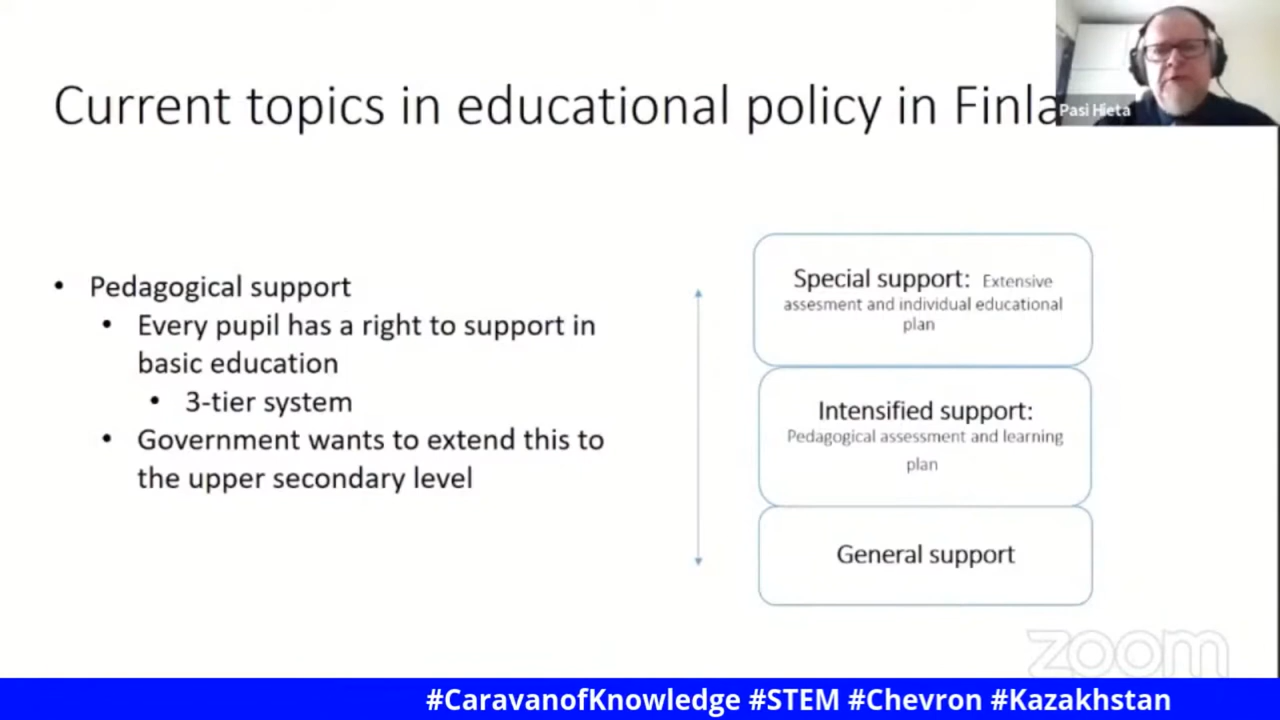 Current topics in educational policy in Finla
Pasi Hieta
• Pedagogical support
• Every pupil has a right to support in
basic education
• 3-tier system
• Government wants to extend this to
the upper secondary level
Special support: Extensive
assesment and individual educational
plan
Intensified support:
Pedagogical assessment and learning
plan
General support
zoom
#CaravanofKnowledge #STEM #Chevron #Kazakhstan